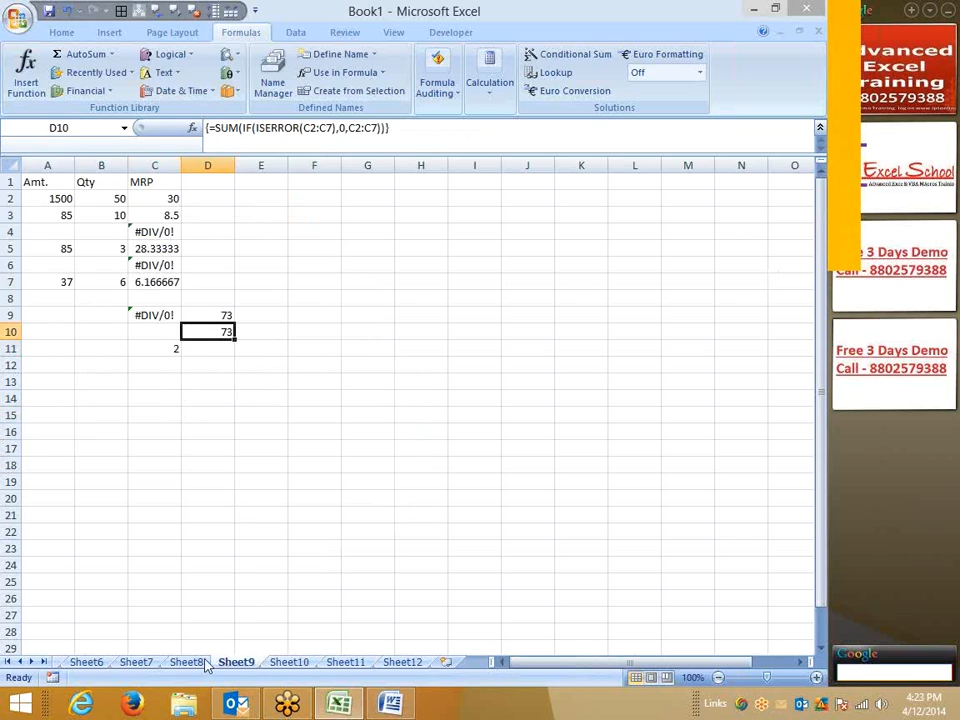 Book1 - Microsoft Excel
Home Insert Page Layout Formulas Data Review View Developer
AutoSum
Logical
Define Name
Conditional Sum
Euro Formatting
Recently Used
Text
Use in Formula
Lookup
Off
Insert Function
Financial
Date & Time
Name Manager
Create from Selection
Formula Auditing
Calculation
Euro Conversion
Function Library
Defined Names
Solutions
D10
fx
{=SUM(IF(ISERROR(C2:C7),0,C2:C7))}
A B C D E F G H I J K L M N O
1 Amt. Qty MRP
2 1500 50 30
3 85 10 8.5
4 #DIV/0!
5 85 3 28.33333
6 #DIV/0!
7 37 6 6.166667
8
9 #DIV/0! 73
10 73
11 2
12
13
14
15
16
17
18
19
20
21
22
23
24
25
26
27
28
29
Sheet6 Sheet7 Sheet8 Sheet9 Sheet10 Sheet11 Sheet12
Ready
100%
Excel
Training
802579388
Excel School
3 Days Demo
Call - 8802579388
Free 3 Days Demo
Call - 8802579388
Google
Links
4:23 PM
4/12/2014